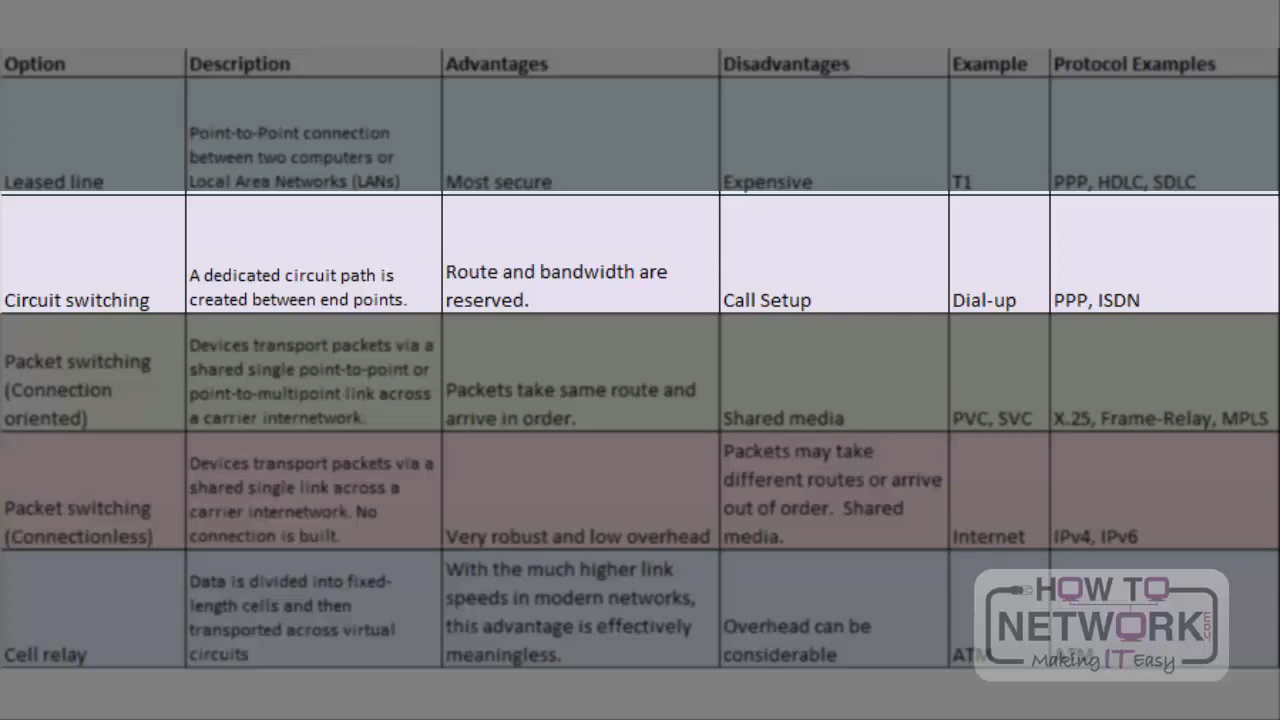 Option Description Advantages Disadvantages Example Protocol Examples
Point-to-Point connection
between two computers or
Leased line Local Area Networks (LANs) Most secure Expensive T1 PPP, HDLC, SDLC
A dedicated circuit path is Route and bandwidth are
Circuit switching created between end points. reserved. Call Setup Dial-up PPP, ISDN
Devices transport packets via a
Packet switching shared single point-to-point or
(Connection point-to-multipoint link across Packets take same route and
oriented) a carrier internetwork. arrive in order. Shared media PVC, SVC X.25, Frame-Relay, MPLS
Devices transport packets via a Packets may take
shared single link across a different routes or arrive
Packet switching carrier internetwork. No out of order. Shared
(Connectionless) connection is built. Very robust and low overhead media. Internet IPv4, IPv6
Data is divided into fixed- With the much higher link
length cells and then speeds in modern networks,
transported across virtual this advantage is effectively Overhead can be
Cell relay circuits meaningless. considerable ATM ATM
HOW TO
NETWORK.com
Making IT Easy